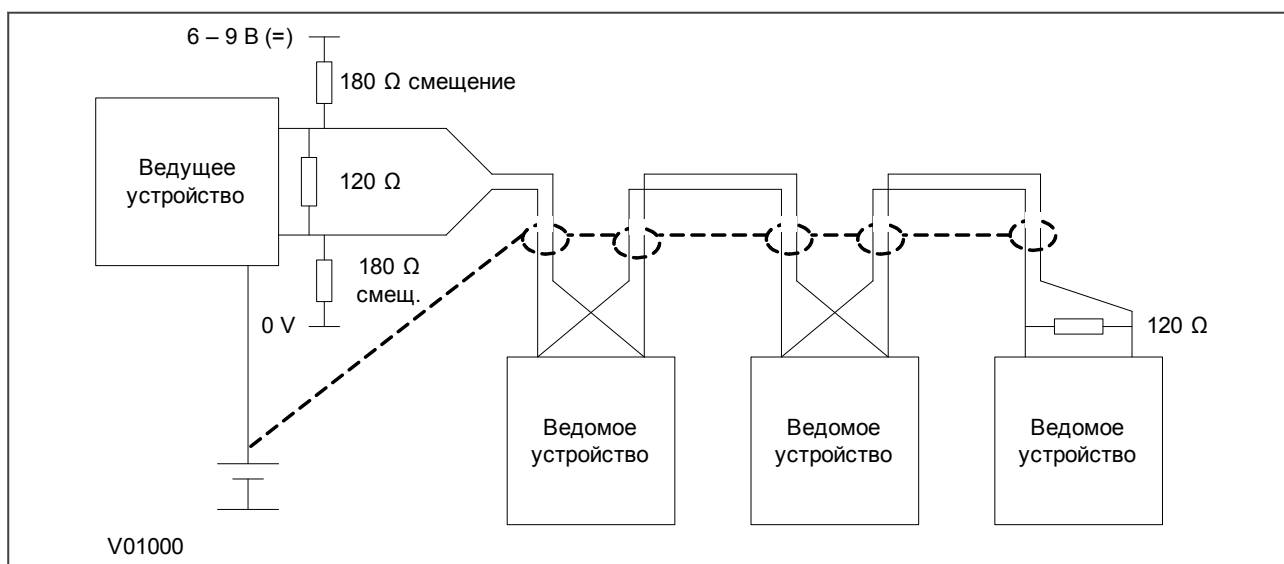 6 – 9 В (=)
180 Ω смещение
Ведущее
устройство
120 Ω
180 Ω
смещ.
0 V
120 Ω
Ведомое
устройство
Ведомое
устройство
Ведомое
устройство
V01000